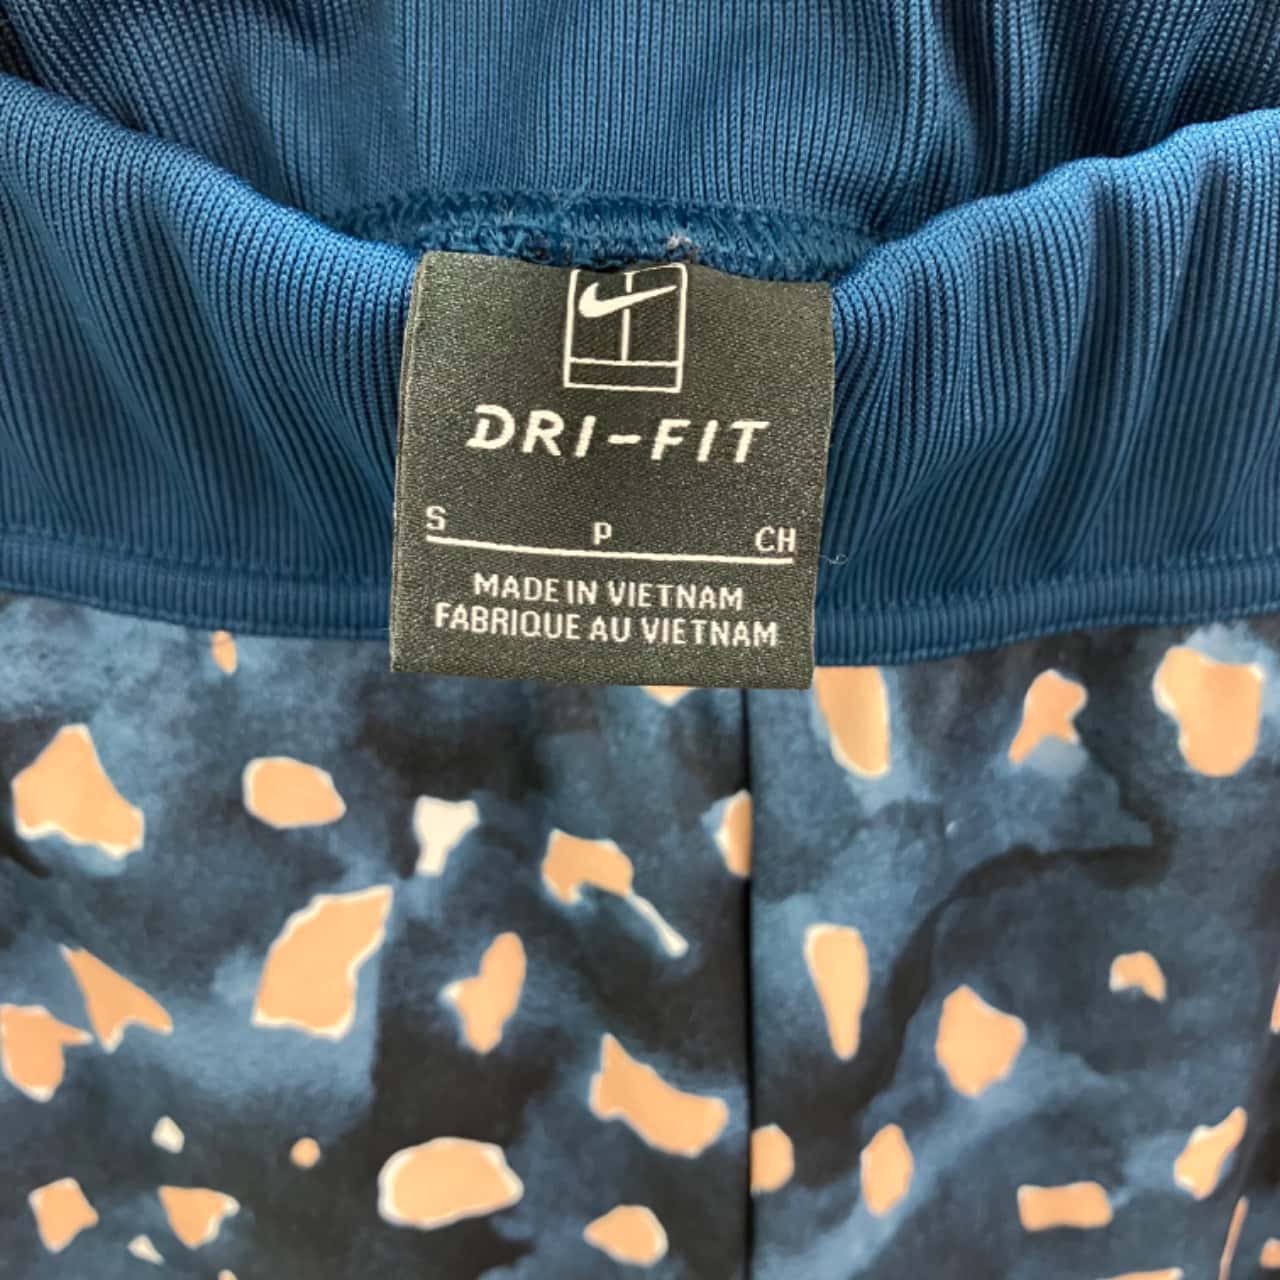 DRI-FIT
S P CH
MADE IN VIETNAM
FABRIQUE AU VIETNAM